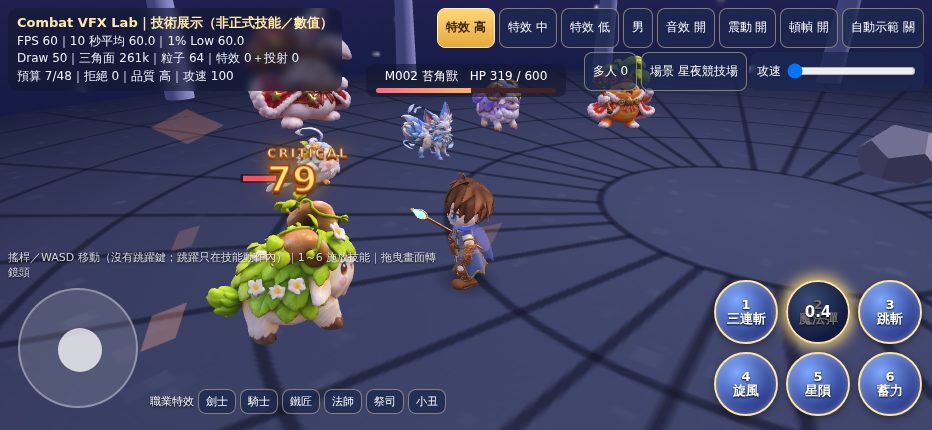 Combat VFX Lab｜技術展示（非正式技能／數值）
FPS 60｜10 秒平均 60.0｜1% Low 60.0
Draw 50｜三角面 261k｜粒子 64｜特效 0＋投射 0
預算 7/48｜拒絕 0｜品質 高｜攻速 100
特效 高
特效 中
特效 低
男
音效 開
震動 開
頓幀 開
自動示範 關
M002 苔角獸 HP 319 / 600
多人 0
場景 星夜競技場
攻速
CRITICAL
79
搖桿／WASD 移動（沒有跳躍鍵；跳躍只在技能動作內）｜1～6 施放技能｜拖曳畫面轉
鏡頭
1
三連斬
2
0.4
魔法彈
3
跳斬
4
旋風
5
星隕
6
蓄力
職業特效
劍士
騎士
鐵匠
法師
祭司
小丑